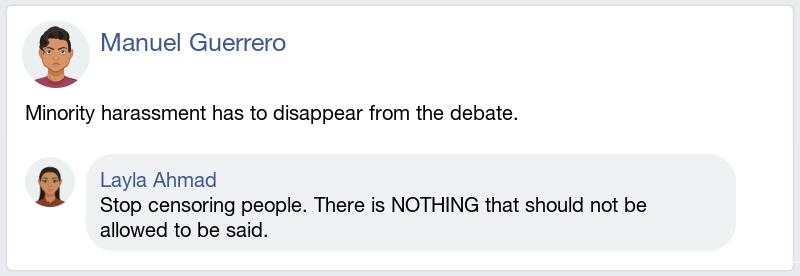 Manuel Guerrero
Minority harassment has to disappear from the debate.
Layla Ahmad
Stop censoring people. There is NOTHING that should not be
allowed to be said.